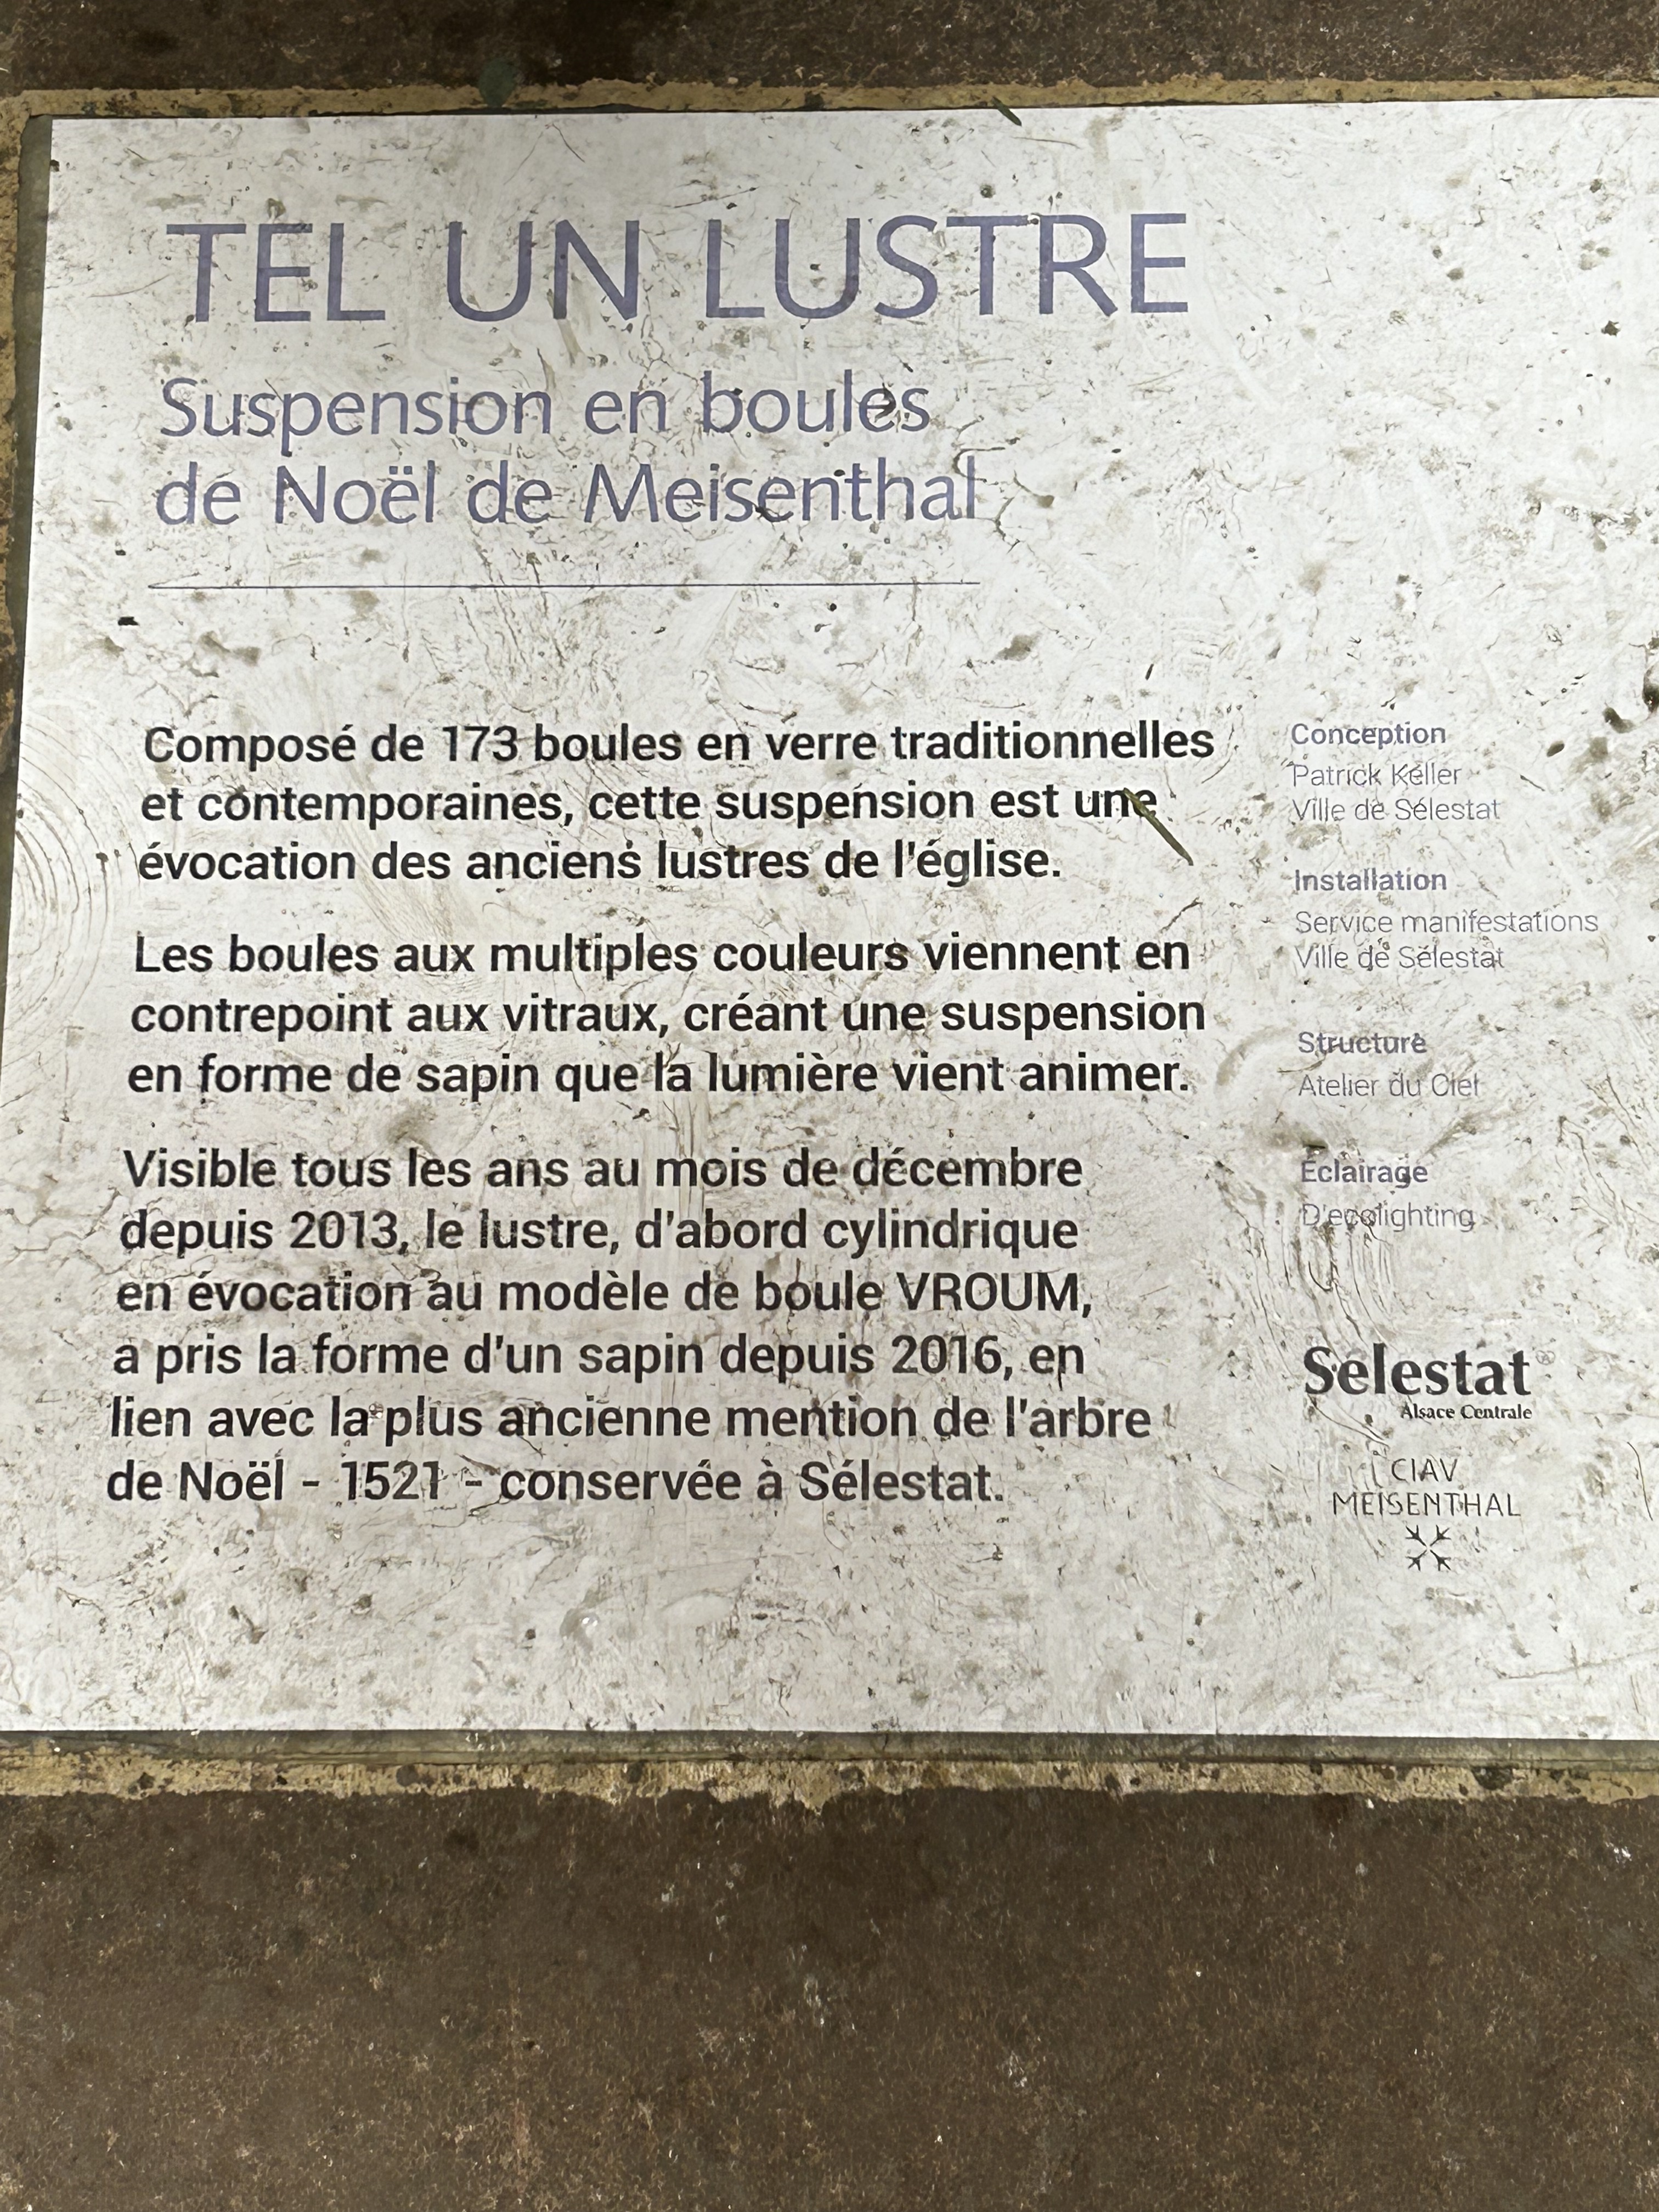 TEL UN LUSTRE
Suspension en boules
de Noël de Meisenthal
Composé de 173 boules en verre traditionnelles
et contemporaines, cette suspension est une
évocation des anciens lustres de l'église.
Les boules aux multiples couleurs viennent en
contrepoint aux vitraux, créant une suspension
en forme de sapin que la lumière vient animer.
Visible tous les ans au mois de décembre
depuis 2013, le lustre, d'abord cylindrique
en évocation au modèle de boule VROUM,
a pris la forme d'un sapin depuis 2016, en
lien avec la plus ancienne mention de l'arbre
de Noël - 1521 - conservée à Sélestat.
Conception
Patrick Keller
Ville de Sélestat
Installation
Service manifestations
Ville de Sélestat
Structure
Atelier du Ciel
Éclairage
D'ecolighting
Sélestat
Alsace Centrale
CIAV
MEISENTHAL